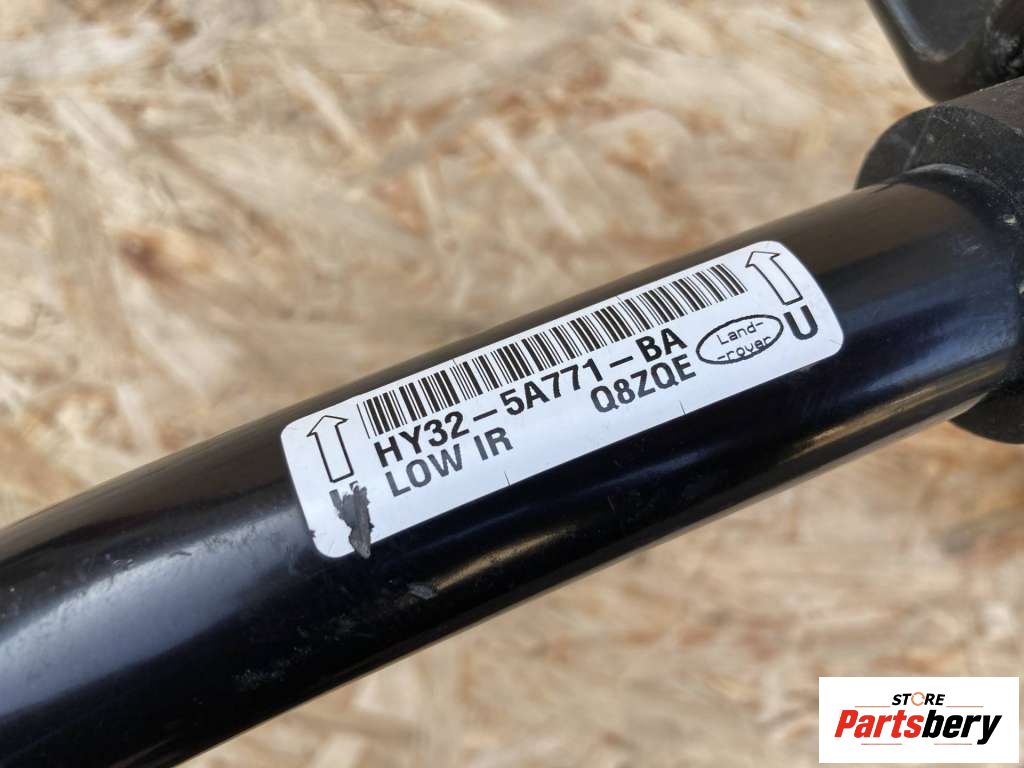 HY32-5A771-BA
LOW IR
Q8ZQE
Land-
-rover
U
STORE
Partsbery